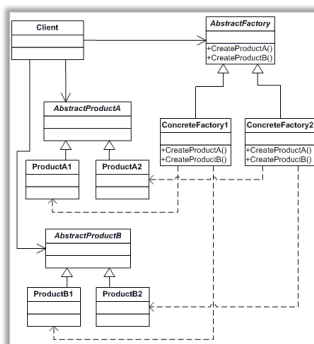 Client
AbstractFactory
+CreateProductA()
+CreateProductB()
AbstractProductA
ProductA1
ProductA2
ConcreteFactory1
+CreateProductA()
+CreateProductB()
ConcreteFactory2
+CreateProductA()
+CreateProductB()
AbstractProductB
ProductB1
ProductB2